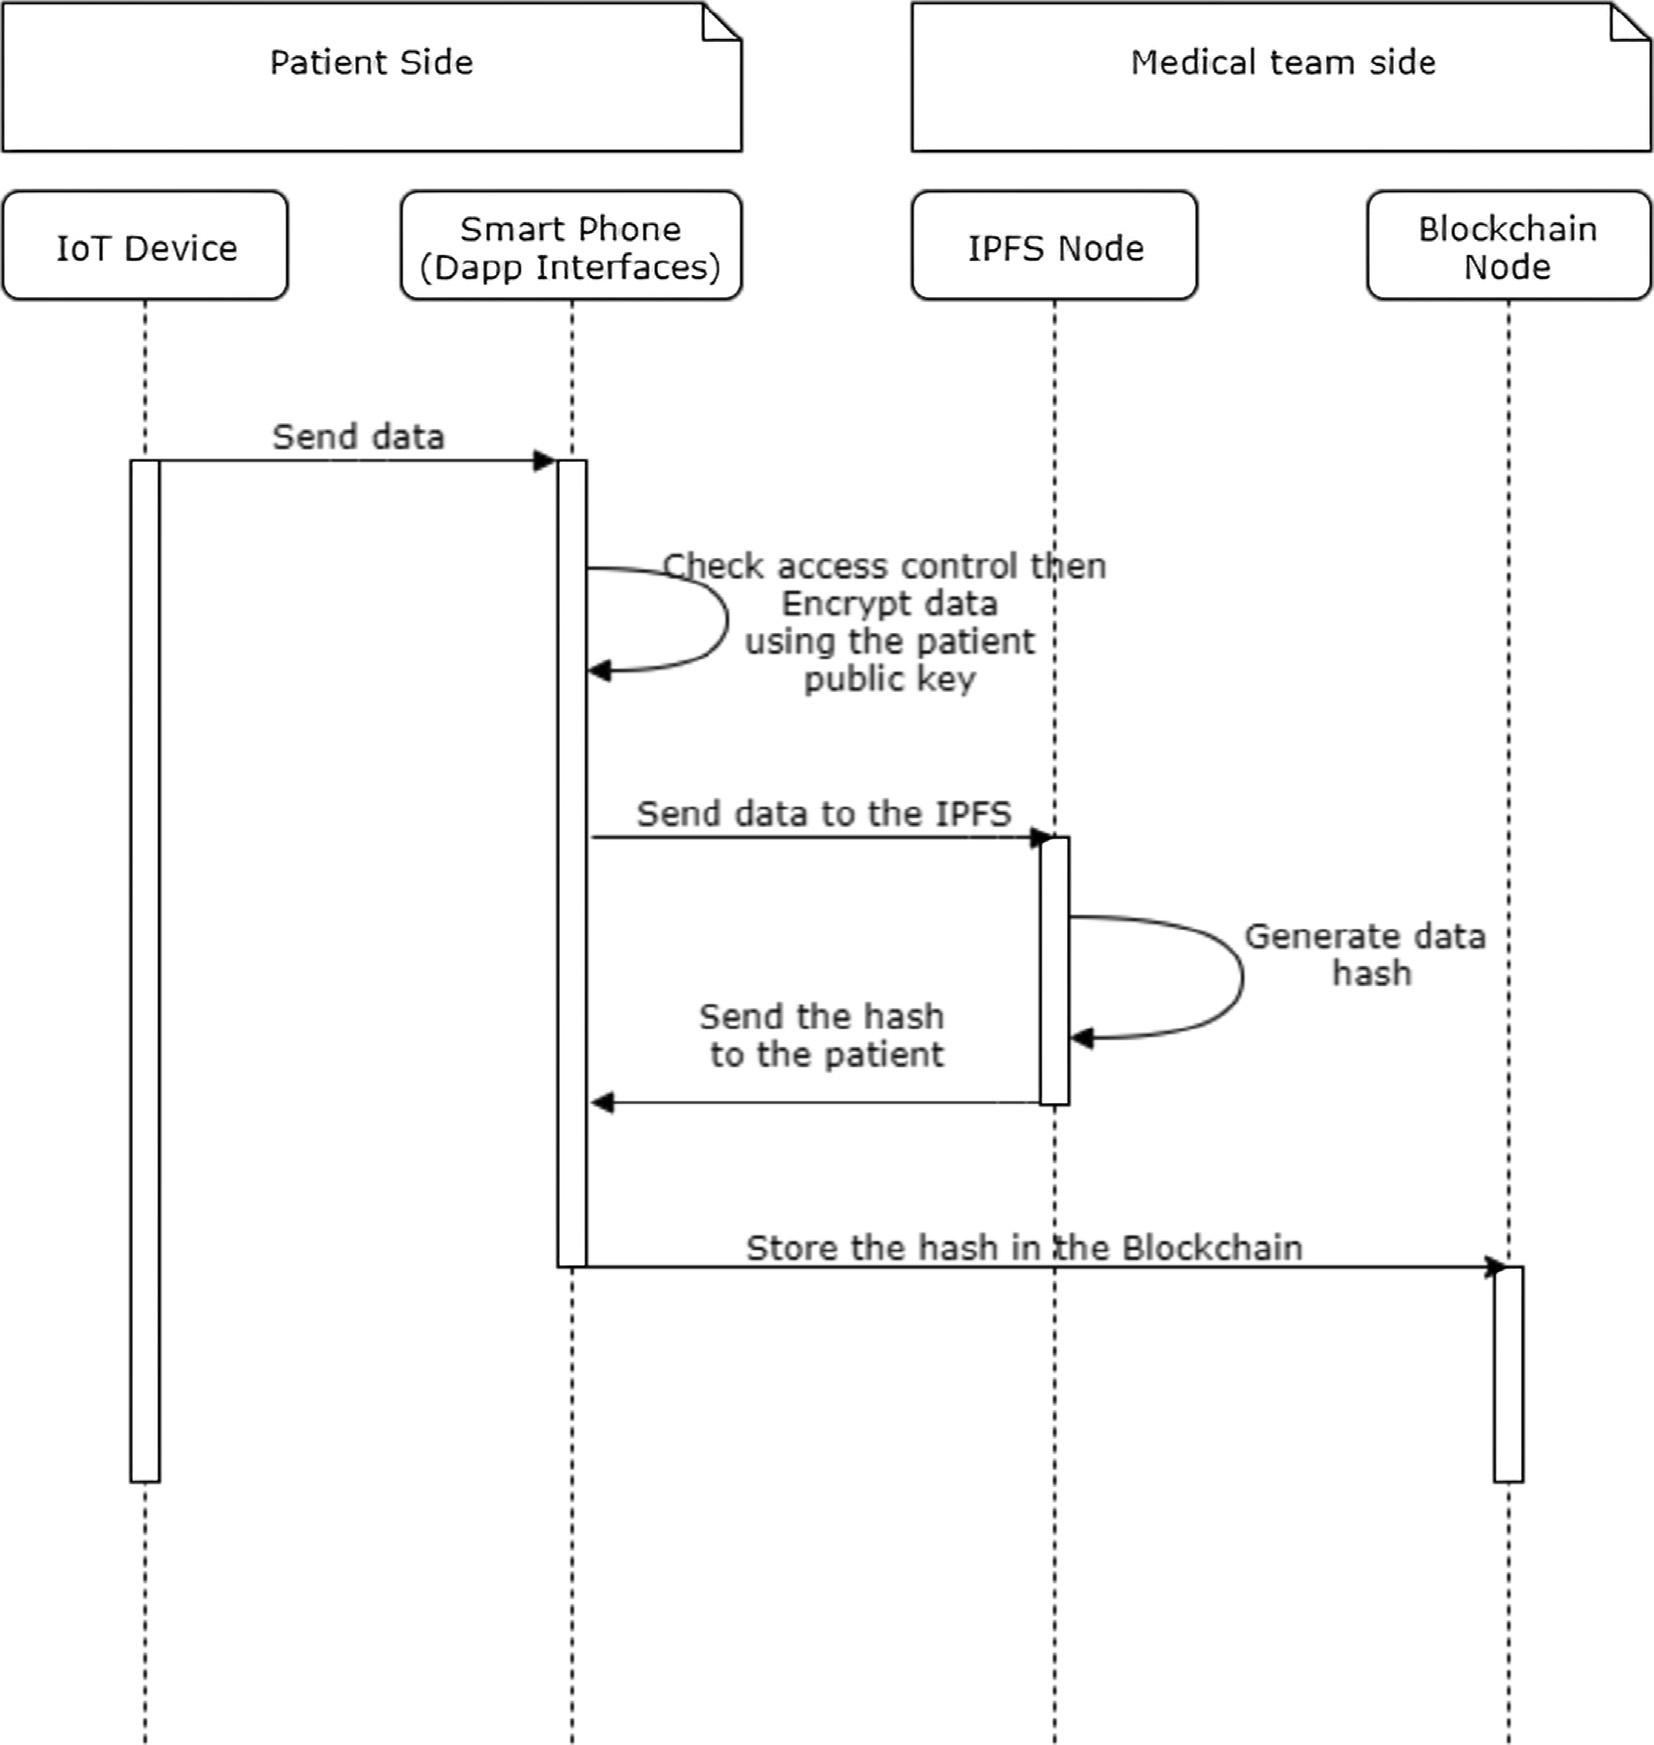 Patient Side
Medical team side
IoT Device
Smart Phone
(Dapp Interfaces)
IPFS Node
Blockchain
Node
Send data
Check access control then
Encrypt data
using the patient
public key
Send data to the IPFS
Generate data
hash
Send the hash
to the patient
Store the hash in the Blockchain